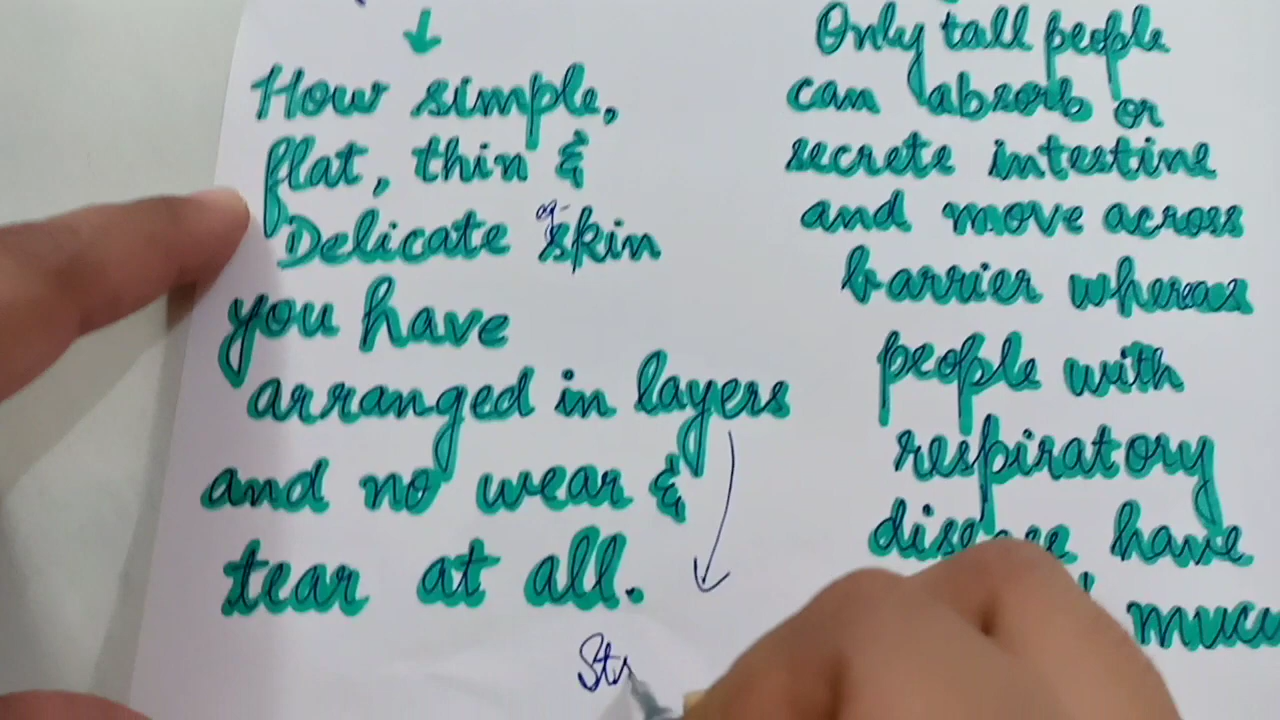 How simple,
flat, thin &
Delicate skin
you have
arranged in layers
and no wear &
tear at all.
Only tall people
can absorb or
secrete intestine
and move across
barrier whereas
people with
respiratory
disease have